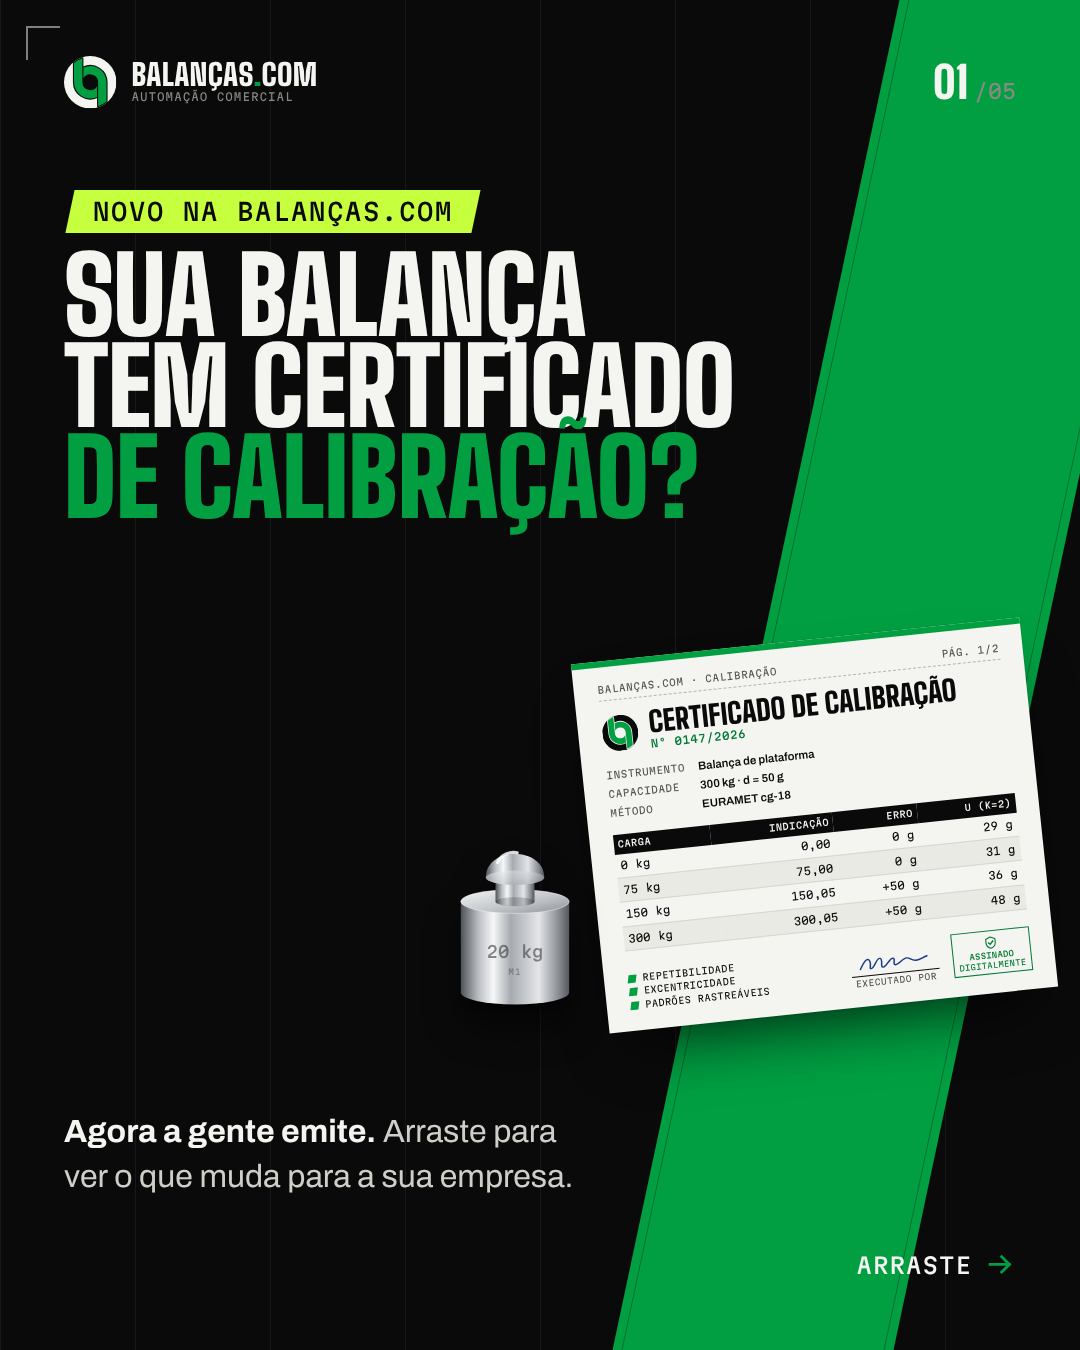 BALANÇAS.COM
AUTOMAÇÃO COMERCIAL
01 /05
NOVO NA BALANÇAS.COM
SUA BALANÇA
TEM CERTIFICADO
DE CALIBRAÇÃO?
BALANÇAS.COM · CALIBRAÇÃO
PÁG. 1/2
CERTIFICADO DE CALIBRAÇÃO
N° 0147/2026
INSTRUMENTO Balança de plataforma
CAPACIDADE 300 kg · d = 50 g
MÉTODO EURAMET cg-18
CARGA INDICAÇÃO ERRO U (K=2)
0 kg 0,00 0 g 29 g
75 kg 75,00 0 g 31 g
150 kg 150,05 +50 g 36 g
300 kg 300,05 +50 g 48 g
REPETIBILIDADE
EXCENTRICIDADE
PADRÕES RASTREÁVEIS
EXECUTADO POR
ASSINADO
DIGITALMENTE
20 kg
M1
Agora a gente emite. Arraste para
ver o que muda para a sua empresa.
ARRASTE →